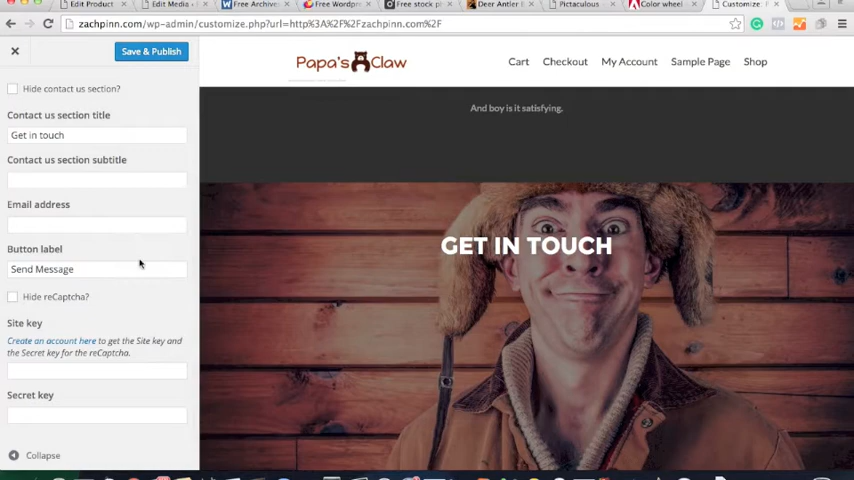 Edit Product
Edit Media -
Free Archive
Free Wordpre
Free stock p
Deer Antler
Pictaculous
Color wheel
Customize:
zachpinn.com/wp-admin/customize.php?url=http%3A%2F%2Fzachpinn.com%2F
Save & Publish
Papa's Claw
Cart
Checkout
My Account
Sample Page
Shop
Hide contact us section?
And boy is it satisfying.
Contact us section title
Get in touch
Contact us section subtitle
Email address
Button label
Send Message
GET IN TOUCH
Hide reCaptcha?
Site key
Create an account here to get the Site key and
the Secret key for the reCaptcha.
Secret key
Collapse